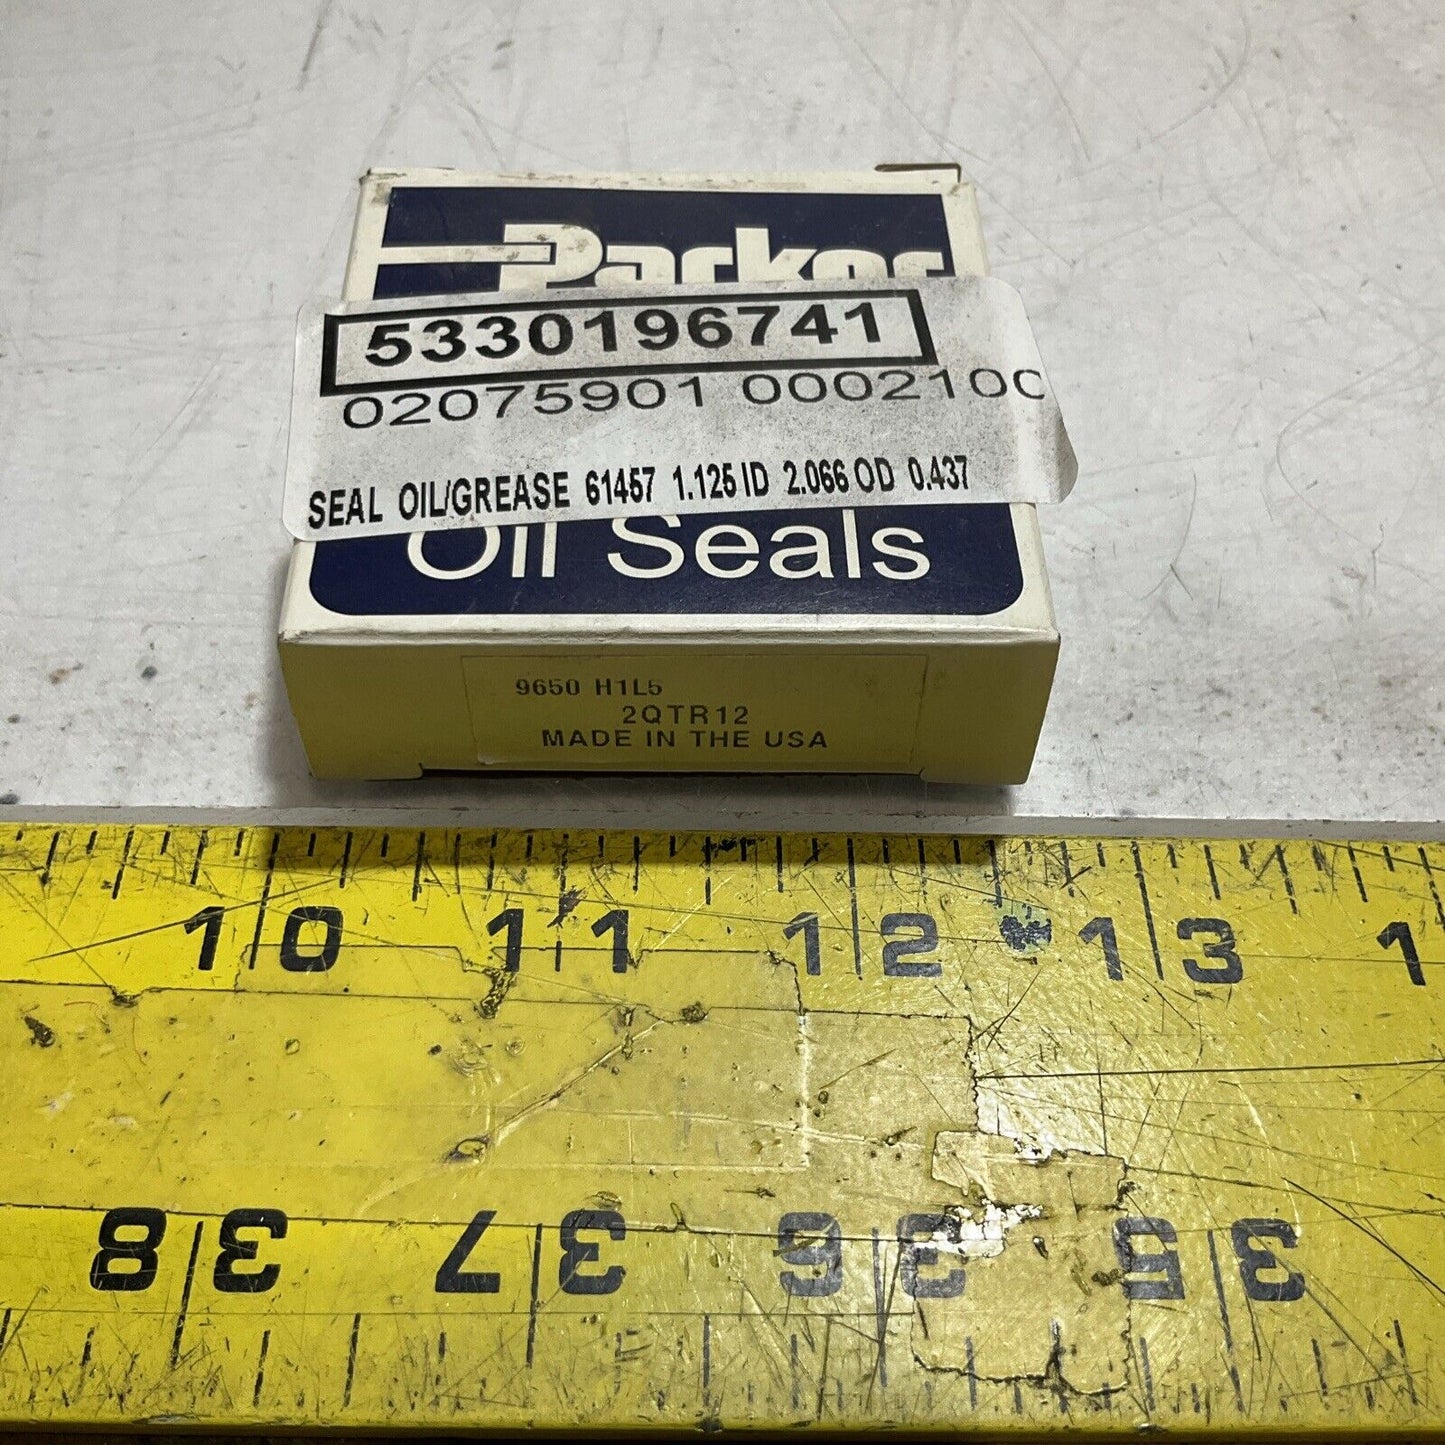 Parker
5330196741
02075901 0002100
SEAL OIL/GREASE 61457 1.125 ID 2.066 OD 0.437
Oil Seals
9650 H1L5
2QTR12
MADE IN THE USA
10 11 12 13 1
38 37 36 35